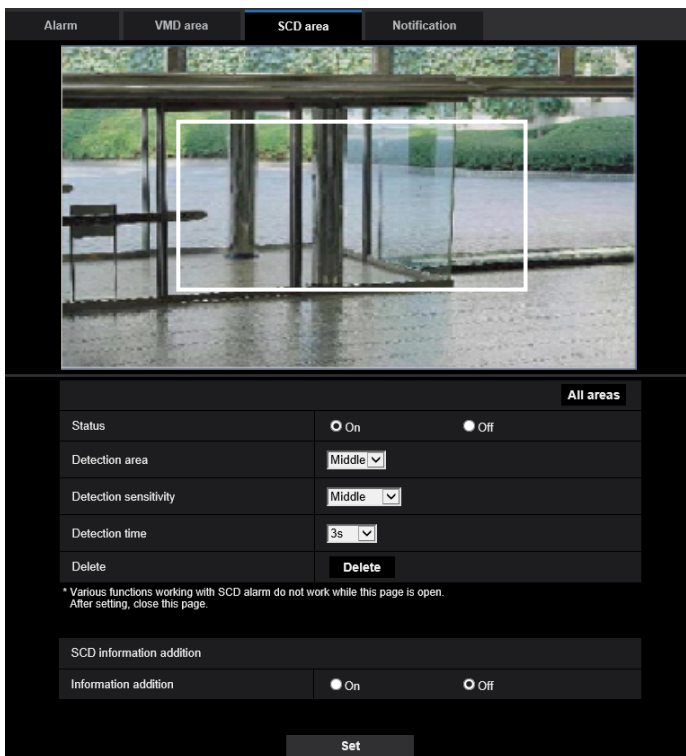 Alarm VMD area SCD area Notification
All areas
Status On Off
Detection area Middle
Detection sensitivity Middle
Detection time 3s
Delete Delete
* Various functions working with SCD alarm do not work while this page is open.
After setting, close this page.
SCD information addition
Information addition On Off
Set